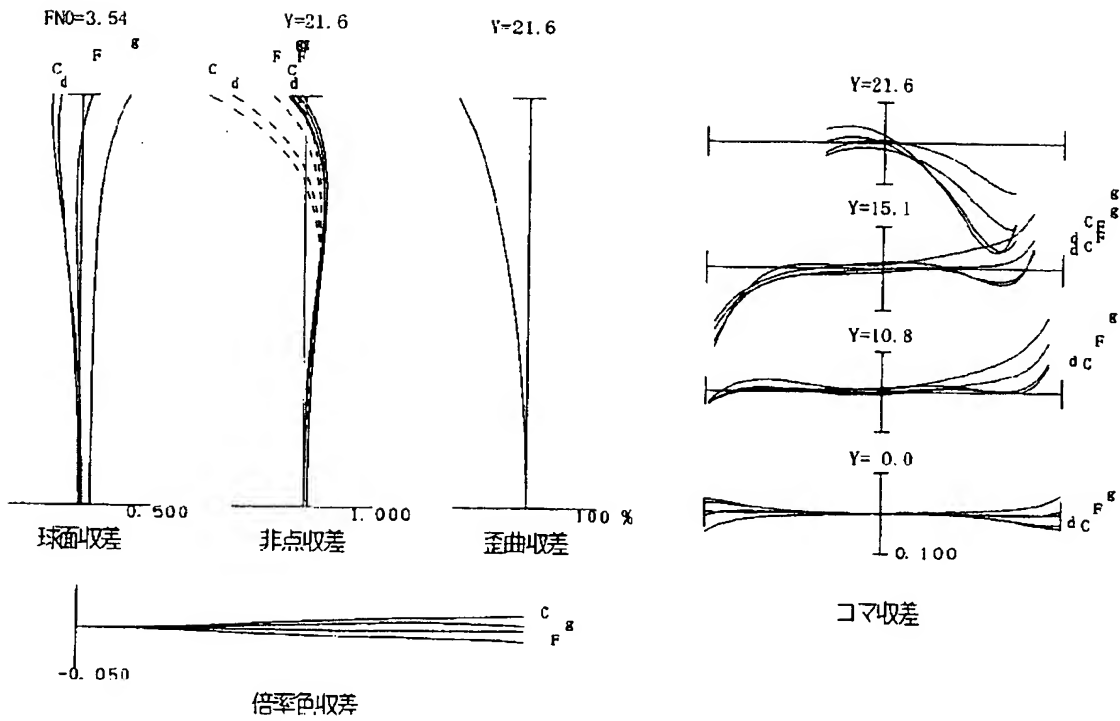 FNO=3.54
g
F
C
d
0.500
球面収差
Y=21.6
g
g
F
F
C
C
d
d
1.000
非点収差
Y=21.6
100 %
歪曲収差
C
g
F
-0.050
倍率色収差
Y=21.6
g
Y=15.1
g
C
F
d
F
d
C
Y=10.8
g
F
d C
Y= 0.0
g
F
d C
0.100
コマ収差